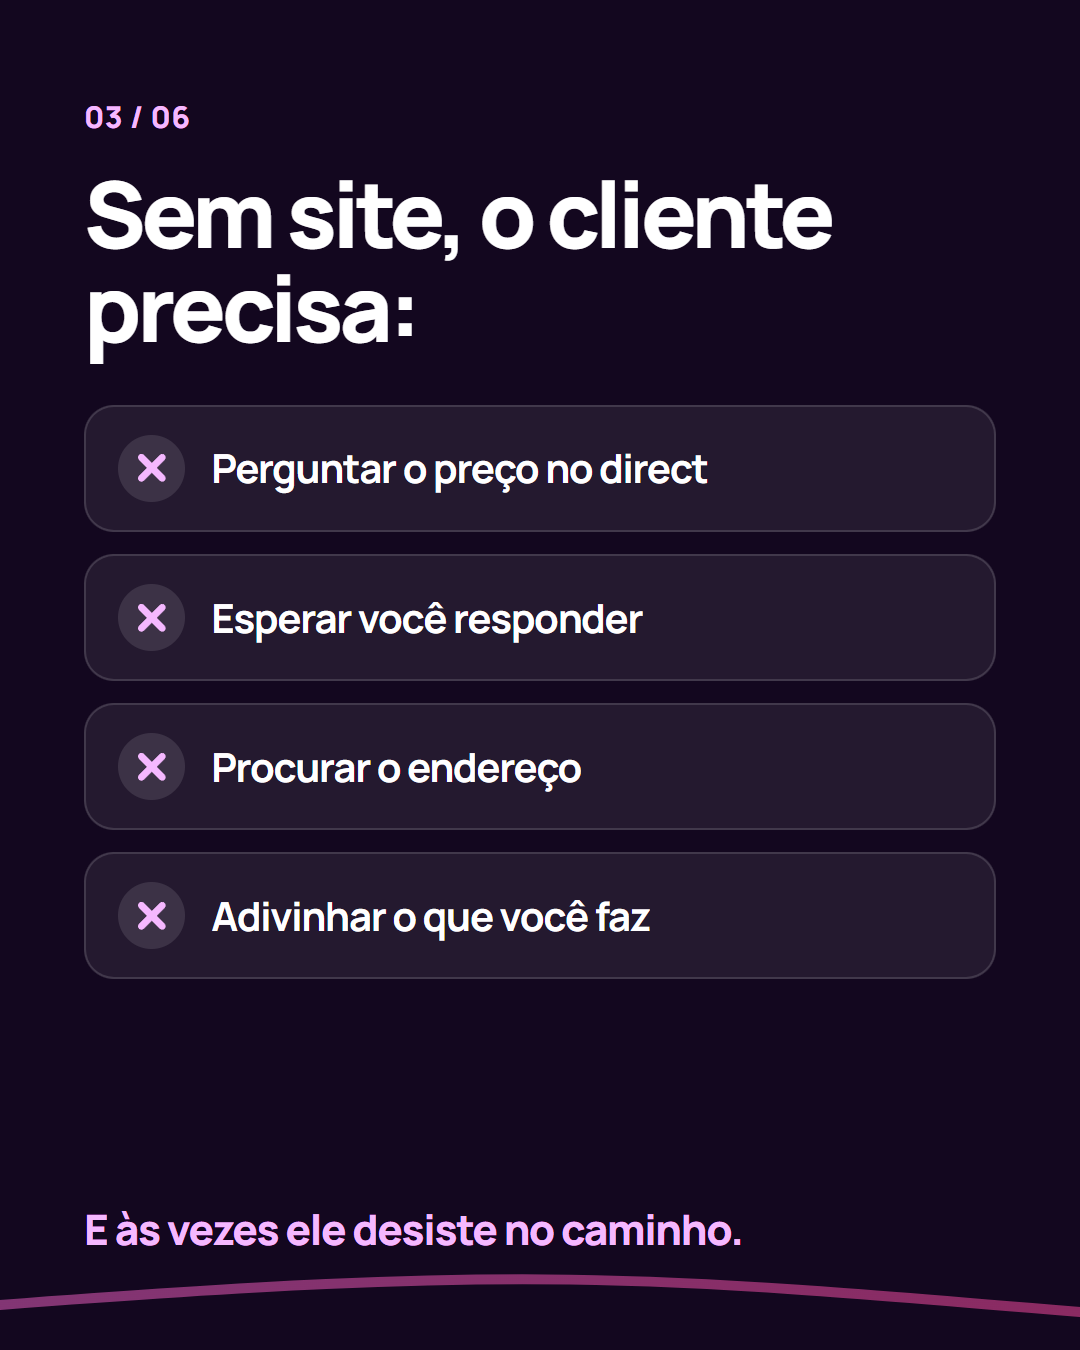 03 / 06
Sem site, o cliente
precisa:
Perguntar o preço no direct
Esperar você responder
Procurar o endereço
Adivinhar o que você faz
E às vezes ele desiste no caminho.